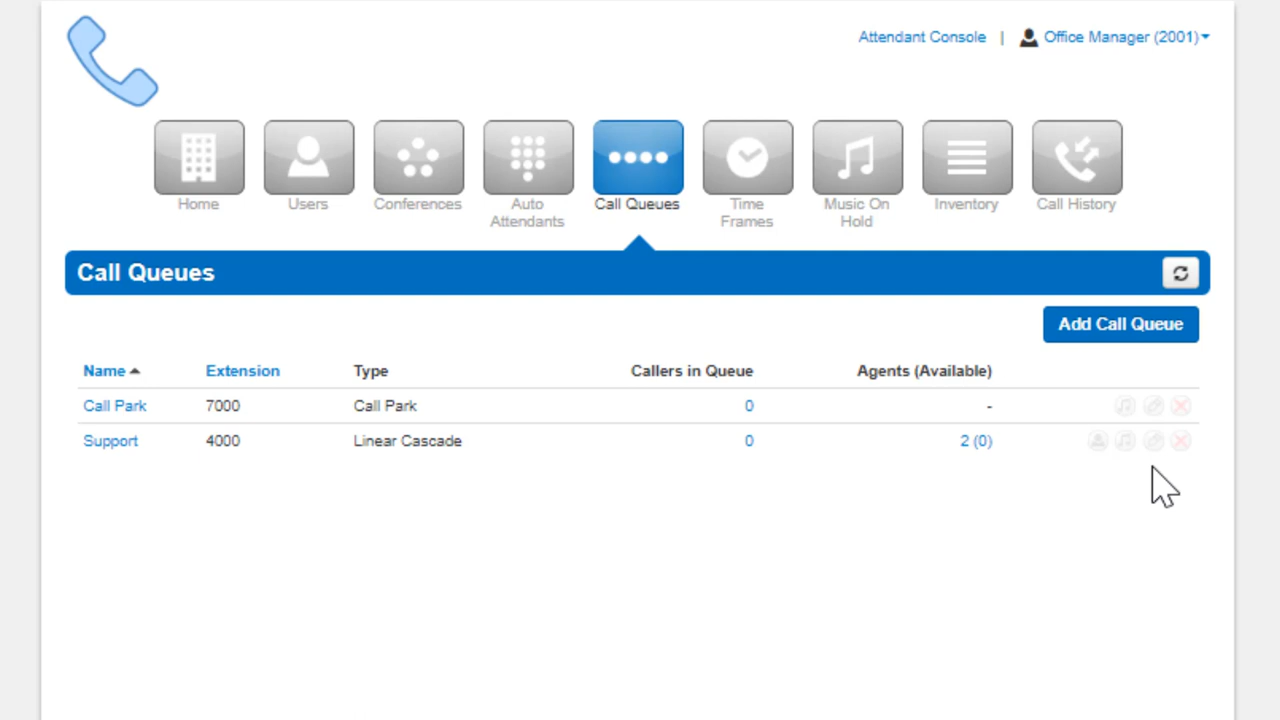 Attendant Console | Office Manager (2001)
Home Users Conferences Auto Attendants Call Queues Time Frames Music On Hold Inventory Call History
Call Queues
Add Call Queue
Name Extension Type Callers in Queue Agents (Available)
Call Park 7000 Call Park 0 -
Support 4000 Linear Cascade 0 2 (0)